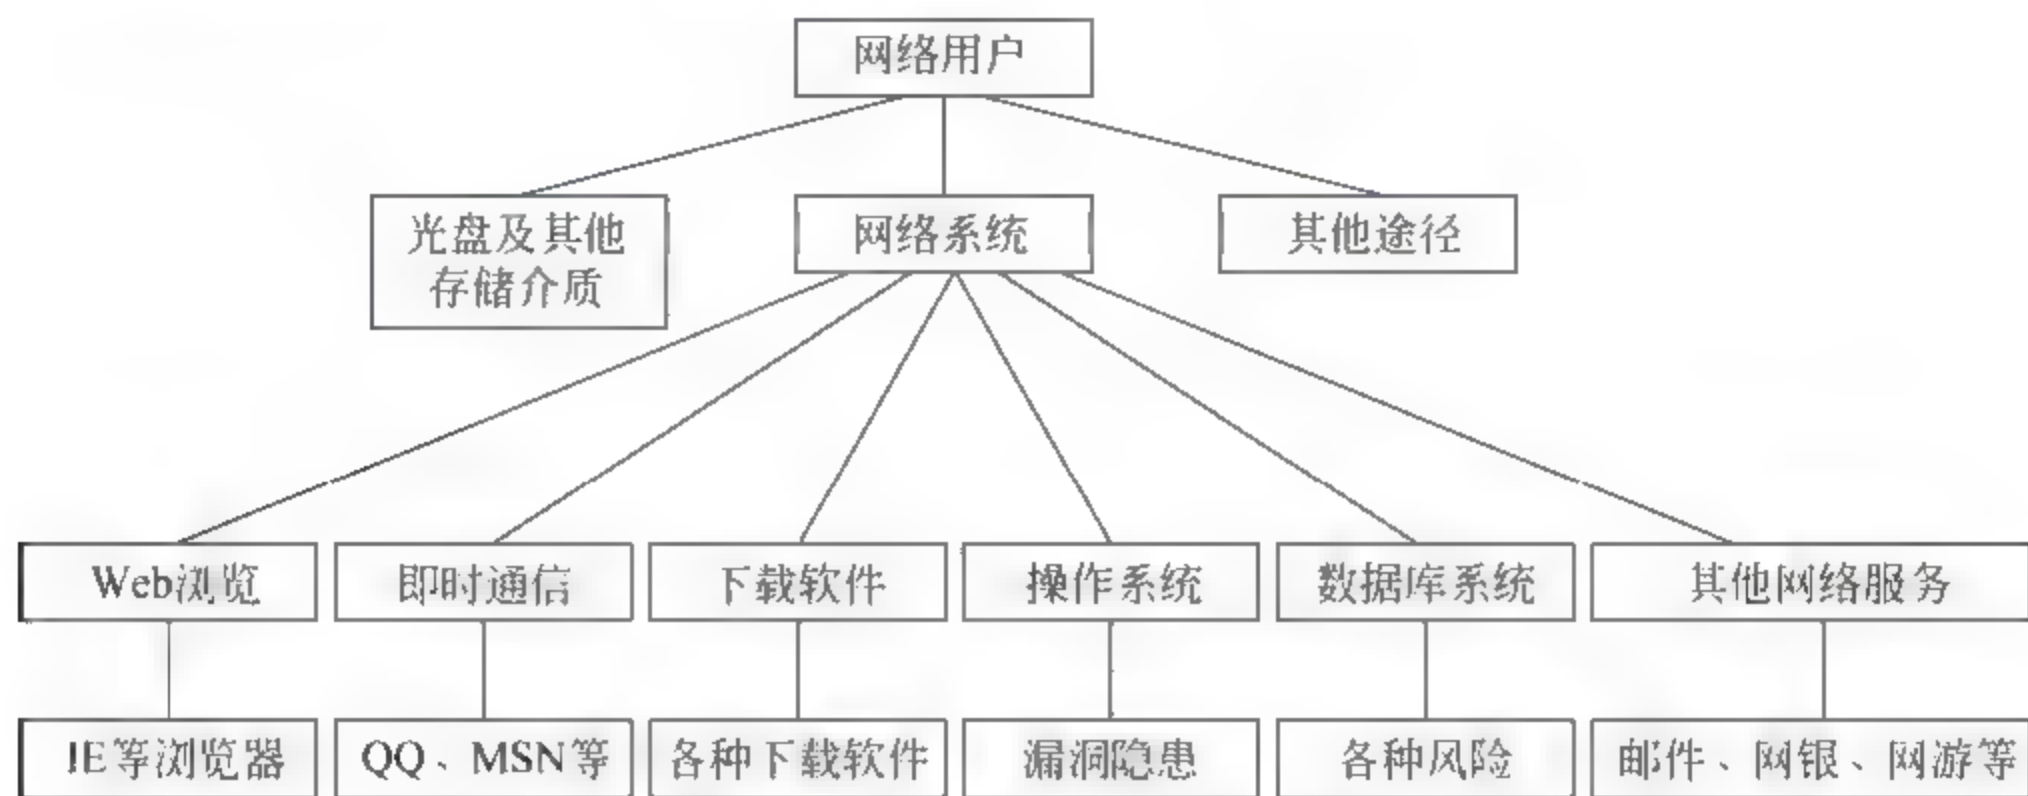 网络用户
光盘及其他
存储介质
网络系统
其他途径
Web浏览
即时通信
下载软件
操作系统
数据库系统
其他网络服务
IE等浏览器
QQ、MSN等
各种下载软件
漏洞隐患
各种风险
邮件、网银、网游等